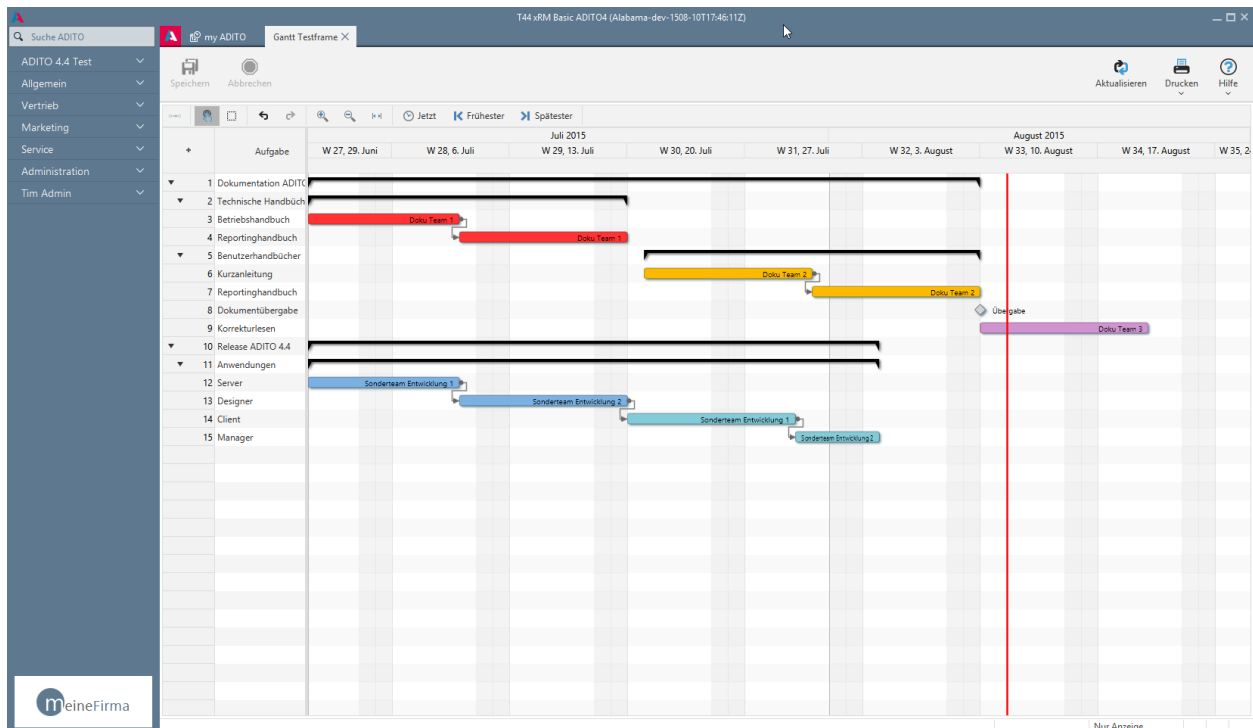 T44 xRM Basic ADITO4 (Alabama-dev-1508-10T17:46:11Z)
Suche ADITO
my ADITO
Gantt Testframe
ADITO 4.4 Test
Allgemein
Vertrieb
Marketing
Service
Administration
Tim Admin
Speichern
Abbrechen
Aktualisieren
Drucken
Hilfe
Jetzt
Frühester
Spätester
Juli 2015
August 2015
+ Aufgabe
W 27, 29. Juni
W 28, 6. Juli
W 29, 13. Juli
W 30, 20. Juli
W 31, 27. Juli
W 32, 3. August
W 33, 10. August
W 34, 17. August
W 35, 2
1 Dokumentation ADITO
2 Technische Handbüch
3 Betriebshandbuch Doku Team 1
4 Reportinghandbuch Doku Team 1
5 Benutzerhandbücher
6 Kurzanleitung Doku Team 2
7 Reportinghandbuch Doku Team 2
8 Dokumentübergabe Übergabe
9 Korrekturlesen Doku Team 3
10 Release ADITO 4.4
11 Anwendungen
12 Server Sonderteam Entwicklung 1
13 Designer Sonderteam Entwicklung 2
14 Client Sonderteam Entwicklung 1
15 Manager Sonderteam Entwicklung 2
meineFirma
Nur Anzeige